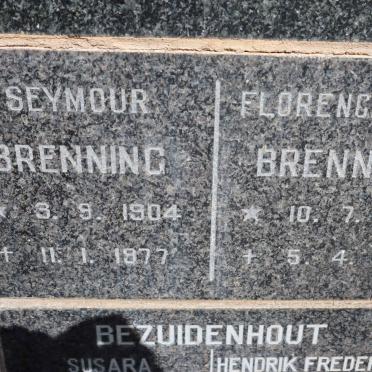 SEYMOUR
BRENNING
* 3. 9. 1904
† 11. 1. 1977
FLORENC
BRENN
* 10. 7.
† 5. 4.
BEZUIDENHOUT
SUSARA
HENDRIK FREDE